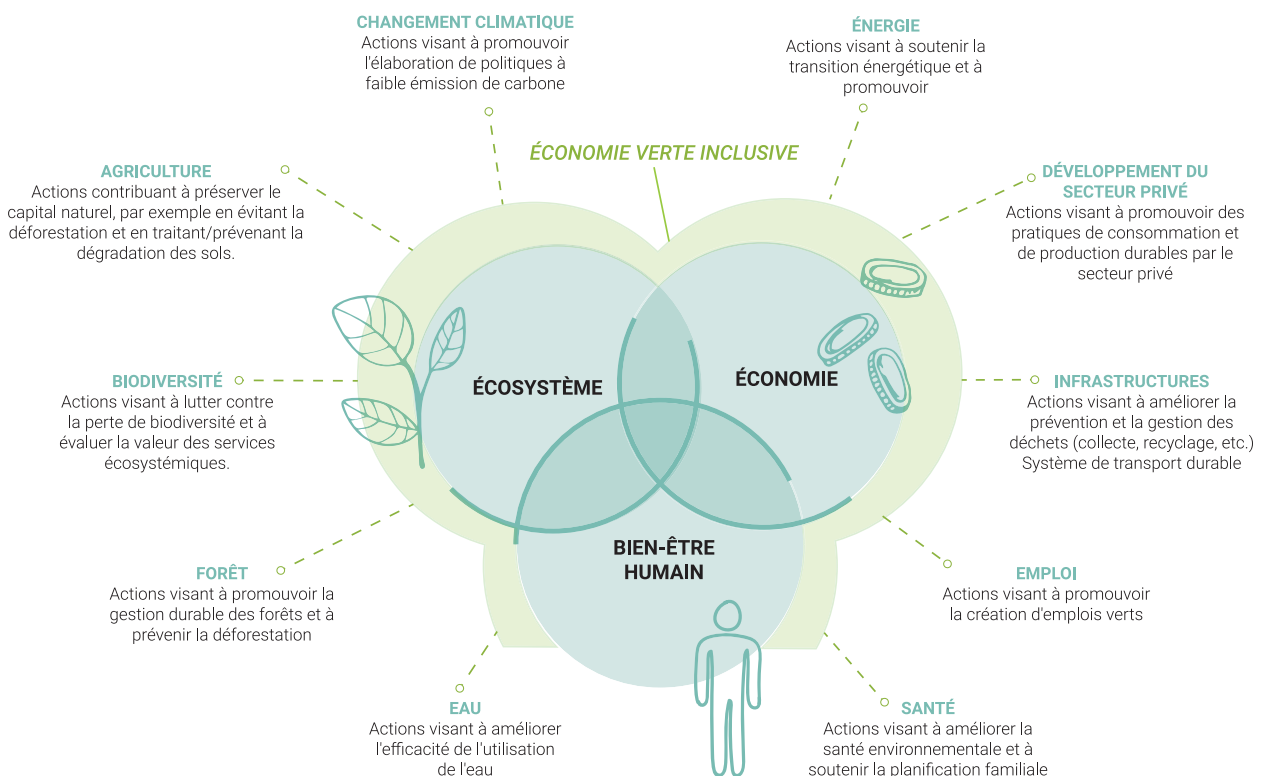 CHANGEMENT CLIMATIQUE
Actions visant à promouvoir
l'élaboration de politiques à
faible émission de carbone
ÉNERGIE
Actions visant à soutenir la
transition énergétique et à
promouvoir
ÉCONOMIE VERTE INCLUSIVE
AGRICULTURE
Actions contribuant à préserver le
capital naturel, par exemple en évitant la
déforestation et en traitant/prévenant la
dégradation des sols.
DÉVELOPPEMENT DU
SECTEUR PRIVÉ
Actions visant à promouvoir des
pratiques de consommation et
de production durables par le
secteur privé
ÉCOSYSTÈME
ÉCONOMIE
BIEN-ÊTRE
HUMAIN
BIODIVERSITÉ
Actions visant à lutter contre
la perte de biodiversité et à
évaluer la valeur des services
écosystémiques.
INFRASTRUCTURES
Actions visant à améliorer la
prévention et la gestion des
déchets (collecte, recyclage, etc.)
Système de transport durable
FORÊT
Actions visant à promouvoir la
gestion durable des forêts et à
prévenir la déforestation
EMPLOI
Actions visant à promouvoir
la création d'emplois verts
EAU
Actions visant à améliorer
l'efficacité de l'utilisation
de l'eau
SANTÉ
Actions visant à améliorer la
santé environnementale et à
soutenir la planification familiale